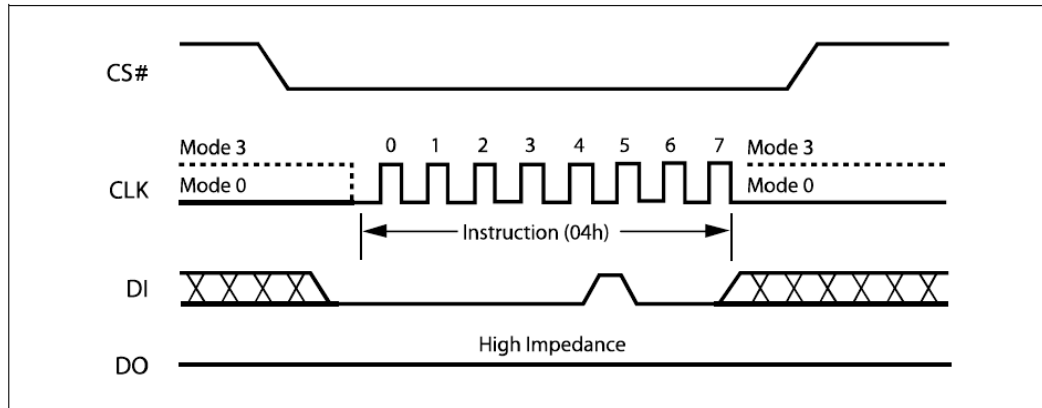 CS#
0 1 2 3 4 5 6 7
Mode 3 Mode 3
CLK Mode 0 Mode 0
Instruction (04h)
DI
High Impedance
DO